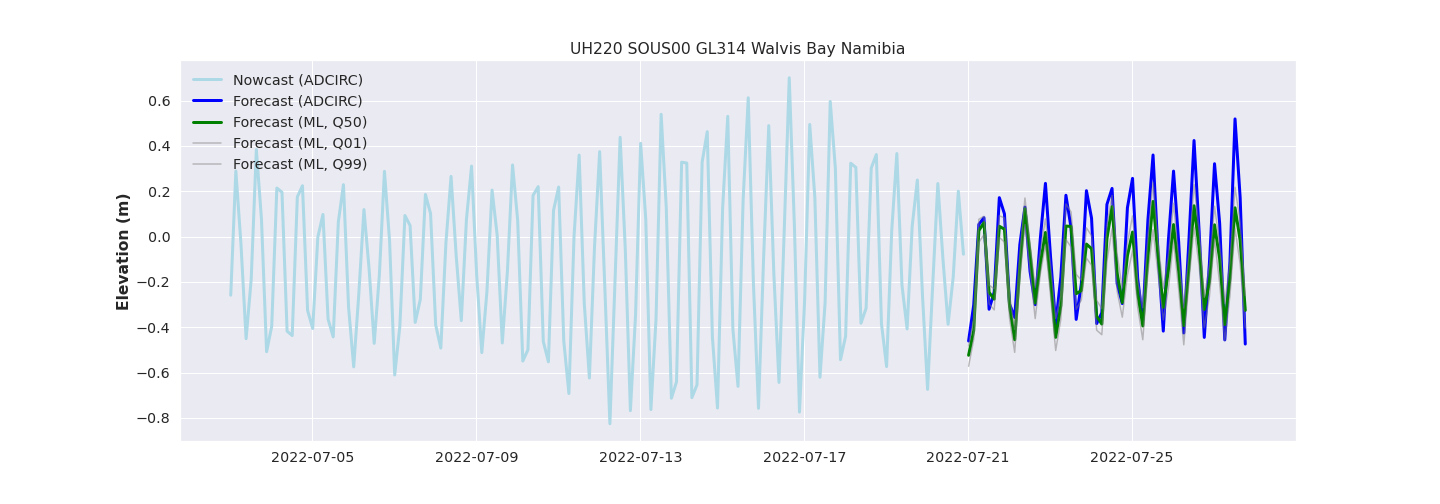 UH220 SOUS00 GL314 Walvis Bay Namibia
Nowcast (ADCIRC)
Forecast (ADCIRC)
Forecast (ML, Q50)
Forecast (ML, Q01)
Forecast (ML, Q99)
Elevation (m)
0.6
0.4
0.2
0.0
−0.2
−0.4
−0.6
−0.8
2022-07-05
2022-07-09
2022-07-13
2022-07-17
2022-07-21
2022-07-25